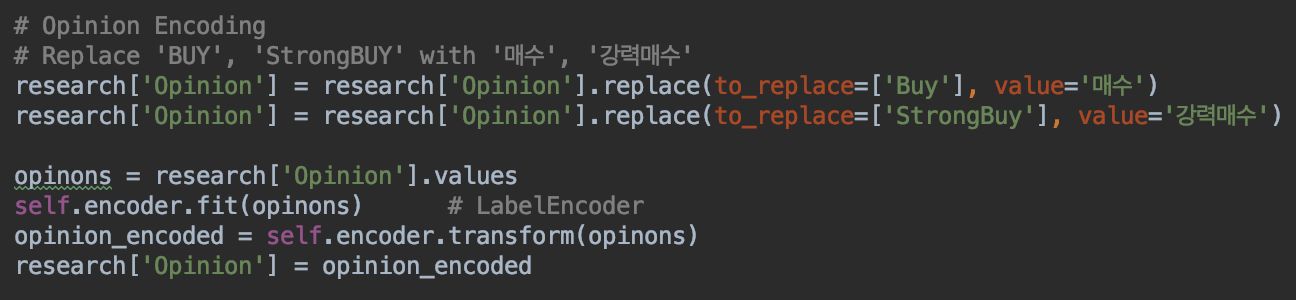 # Opinion Encoding
# Replace 'BUY', 'StrongBUY' with '매수', '강력매수'
research['Opinion'] = research['Opinion'].replace(to_replace=['Buy'], value='매수')
research['Opinion'] = research['Opinion'].replace(to_replace=['StrongBuy'], value='강력매수')
opinons = research['Opinion'].values
self.encoder.fit(opinons)      # LabelEncoder
opinion_encoded = self.encoder.transform(opinons)
research['Opinion'] = opinion_encoded